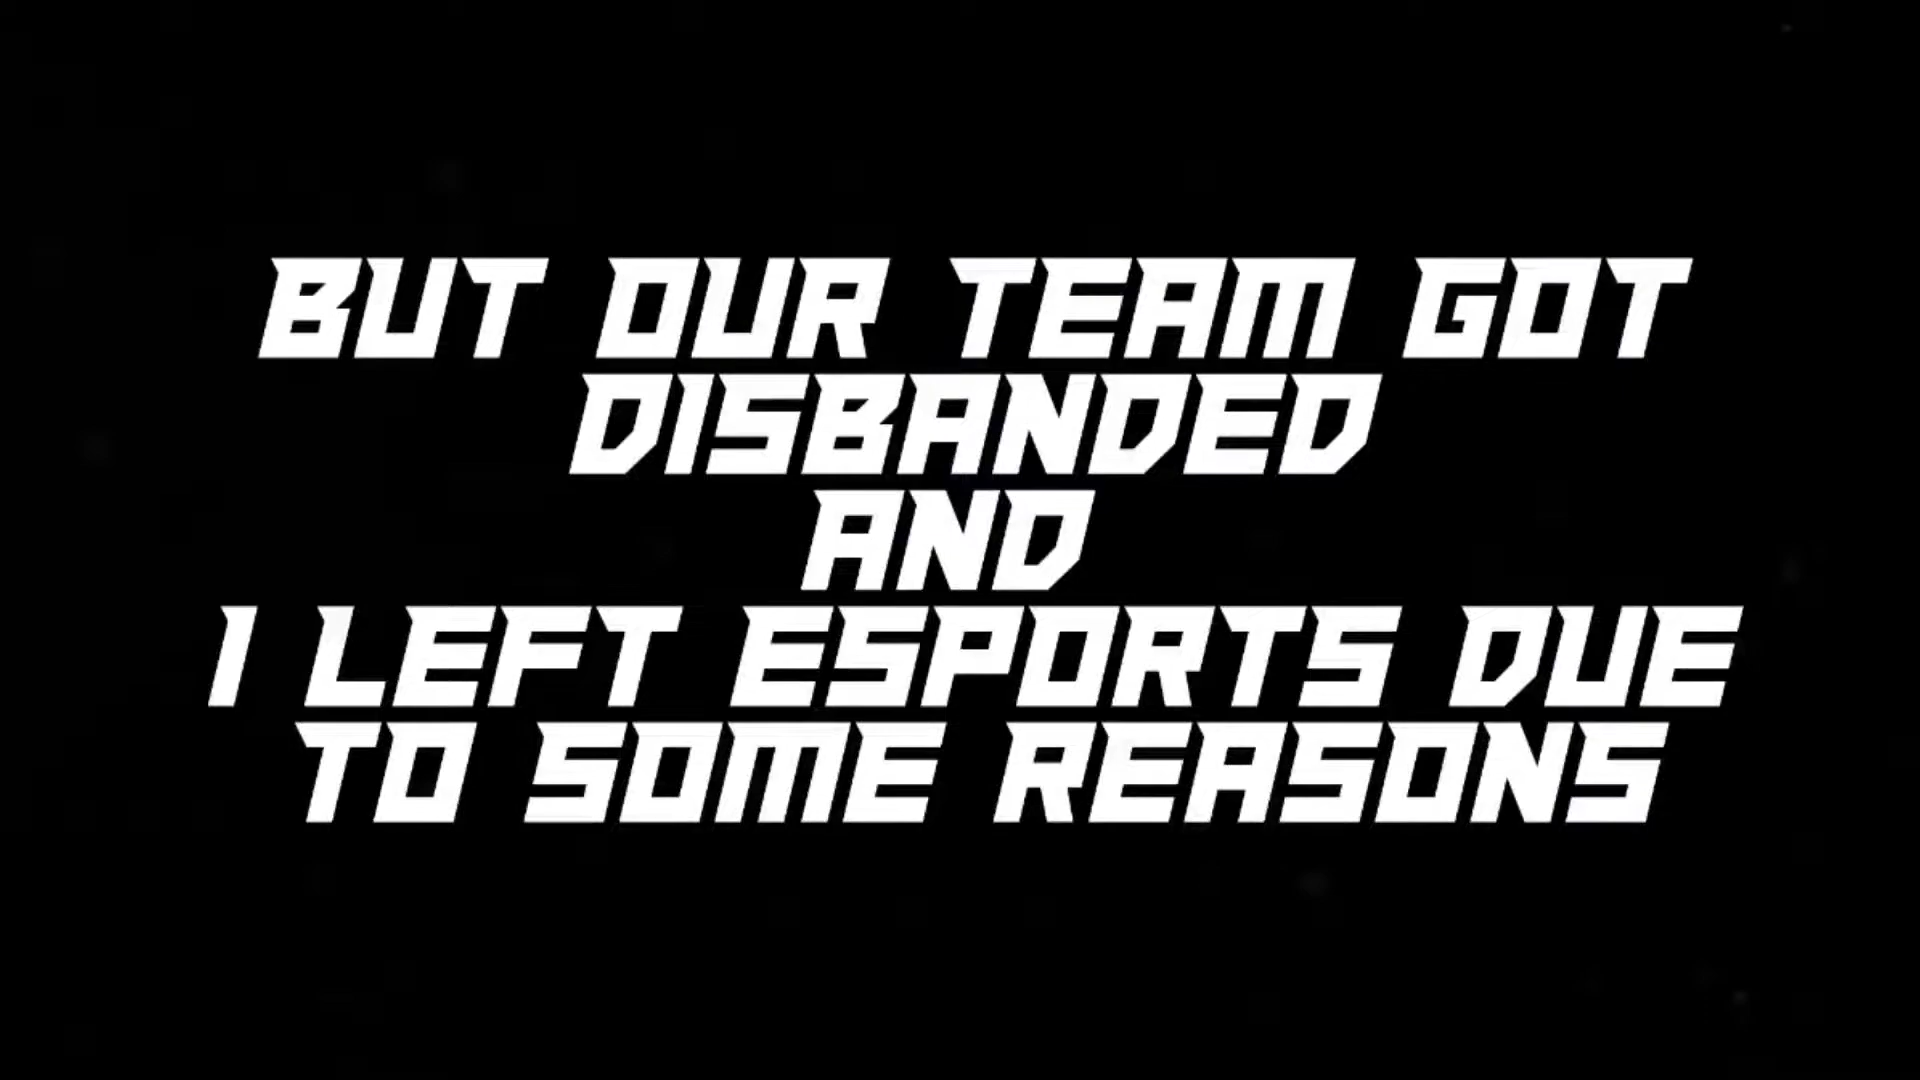 BUT OUR TEAM GOT
DISBANDED
AND
I LEFT ESPORTS DUE
TO SOME REASONS